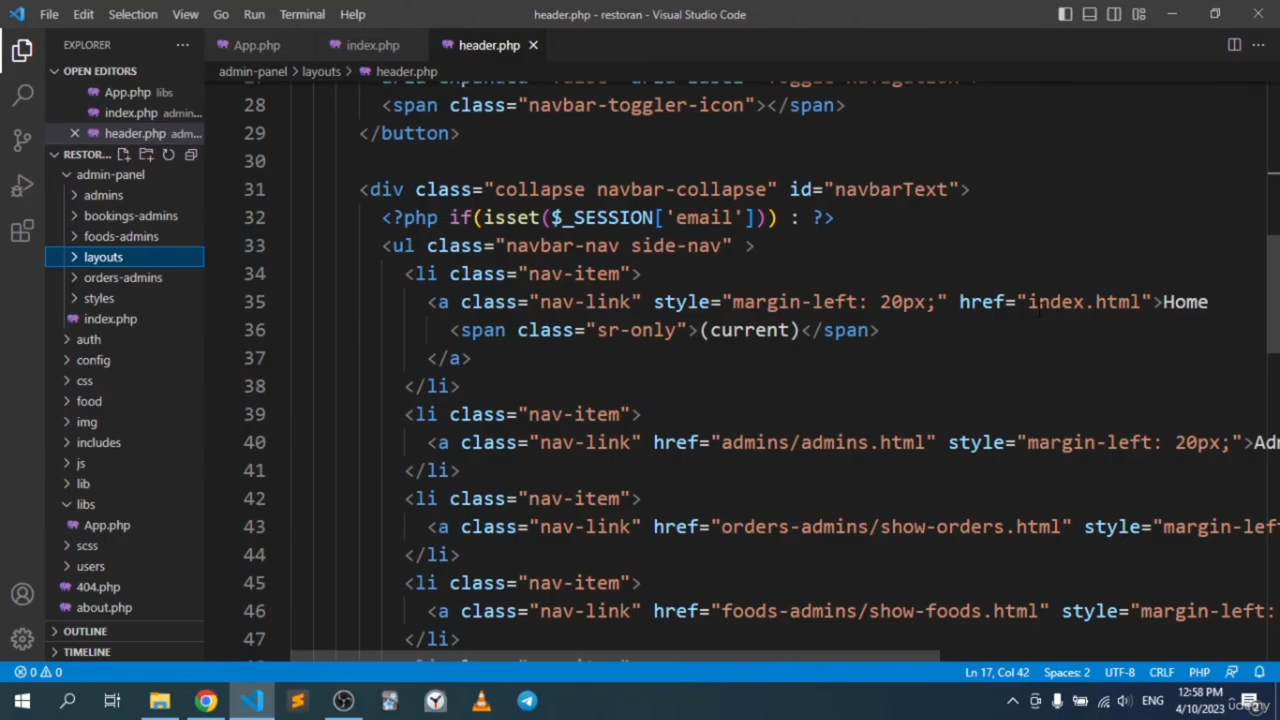 File Edit Selection View Go Run Terminal Help header.php - restoran - Visual Studio Code
EXPLORER App.php index.php header.php
admin-panel layouts header.php
OPEN EDITORS
App.php libs
index.php admin...
header.php adm...
RESTOR...
admin-panel
admins
bookings-admins
foods-admins
layouts
orders-admins
styles
index.php
auth
config
css
food
img
includes
js
lib
libs
App.php
scss
users
404.php
about.php
OUTLINE
TIMELINE
28 <span class="navbar-toggler-icon"></span>
29 </button>
30
31 <div class="collapse navbar-collapse" id="navbarText">
32 <?php if(isset($_SESSION['email'])) : ?>
33 <ul class="navbar-nav side-nav" >
34 <li class="nav-item">
35 <a class="nav-link" style="margin-left: 20px;" href="index.html">Home
36 <span class="sr-only">(current)</span>
37 </a>
38 </li>
39 <li class="nav-item">
40 <a class="nav-link" href="admins/admins.html" style="margin-left: 20px;">Ad
41 </li>
42 <li class="nav-item">
43 <a class="nav-link" href="orders-admins/show-orders.html" style="margin-lef
44 </li>
45 <li class="nav-item">
46 <a class="nav-link" href="foods-admins/show-foods.html" style="margin-left:
47 </li>
0 0 Ln 17, Col 42 Spaces: 2 UTF-8 CRLF PHP
ENG 12:58 PM
4/10/2023
udemy